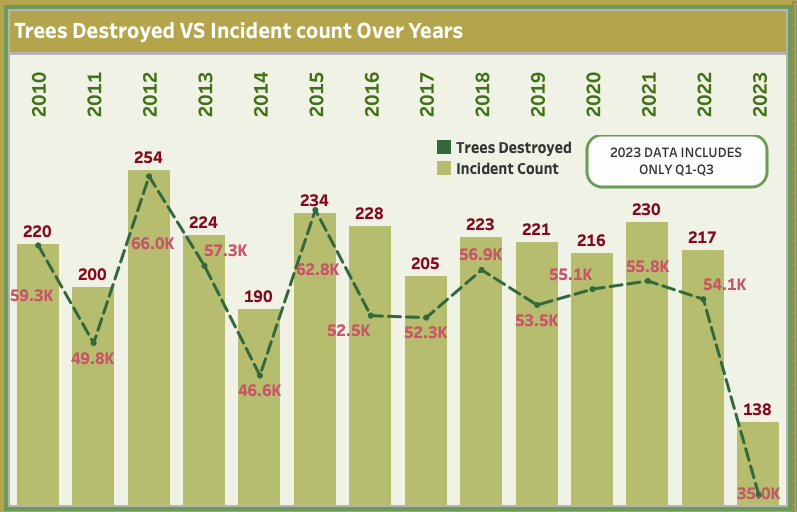 Trees Destroyed VS Incident count Over Years
2010 2011 2012 2013 2014 2015 2016 2017 2018 2019 2020 2021 2022 2023
Trees Destroyed
Incident Count
2023 DATA INCLUDES
ONLY Q1-Q3
220 200 254 224 190 234 228 205 223 221 216 230 217 138
59.3K 49.8K 66.0K 57.3K 46.6K 62.8K 52.5K 52.3K 56.9K 53.5K 55.1K 55.8K 54.1K 35.0K